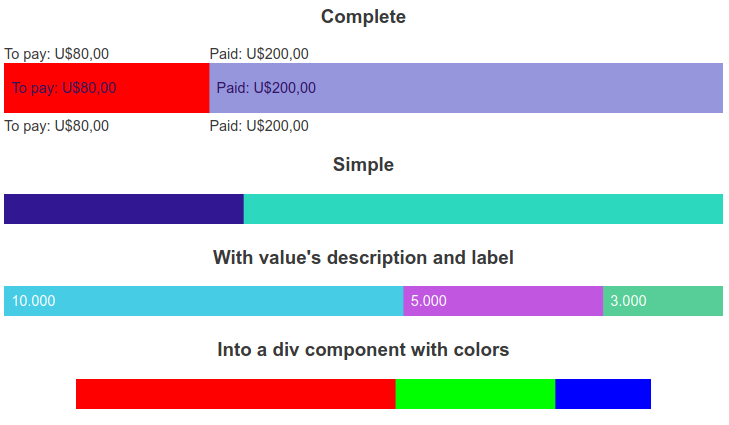 Complete
To pay: U$80,00 Paid: U$200,00
To pay: U$80,00 Paid: U$200,00
To pay: U$80,00 Paid: U$200,00
Simple
With value's description and label
10.000 5.000 3.000
Into a div component with colors